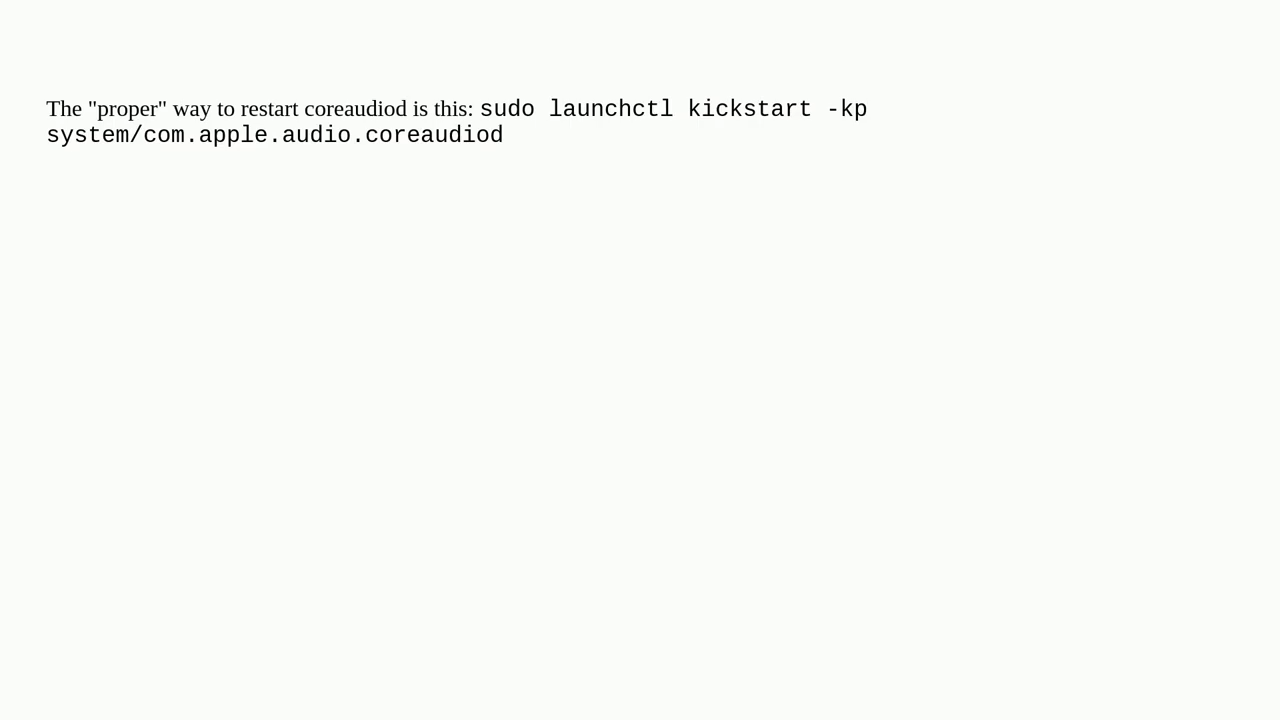 The "proper" way to restart coreaudiod is this: sudo launchctl kickstart -kp
system/com.apple.audio.coreaudiod